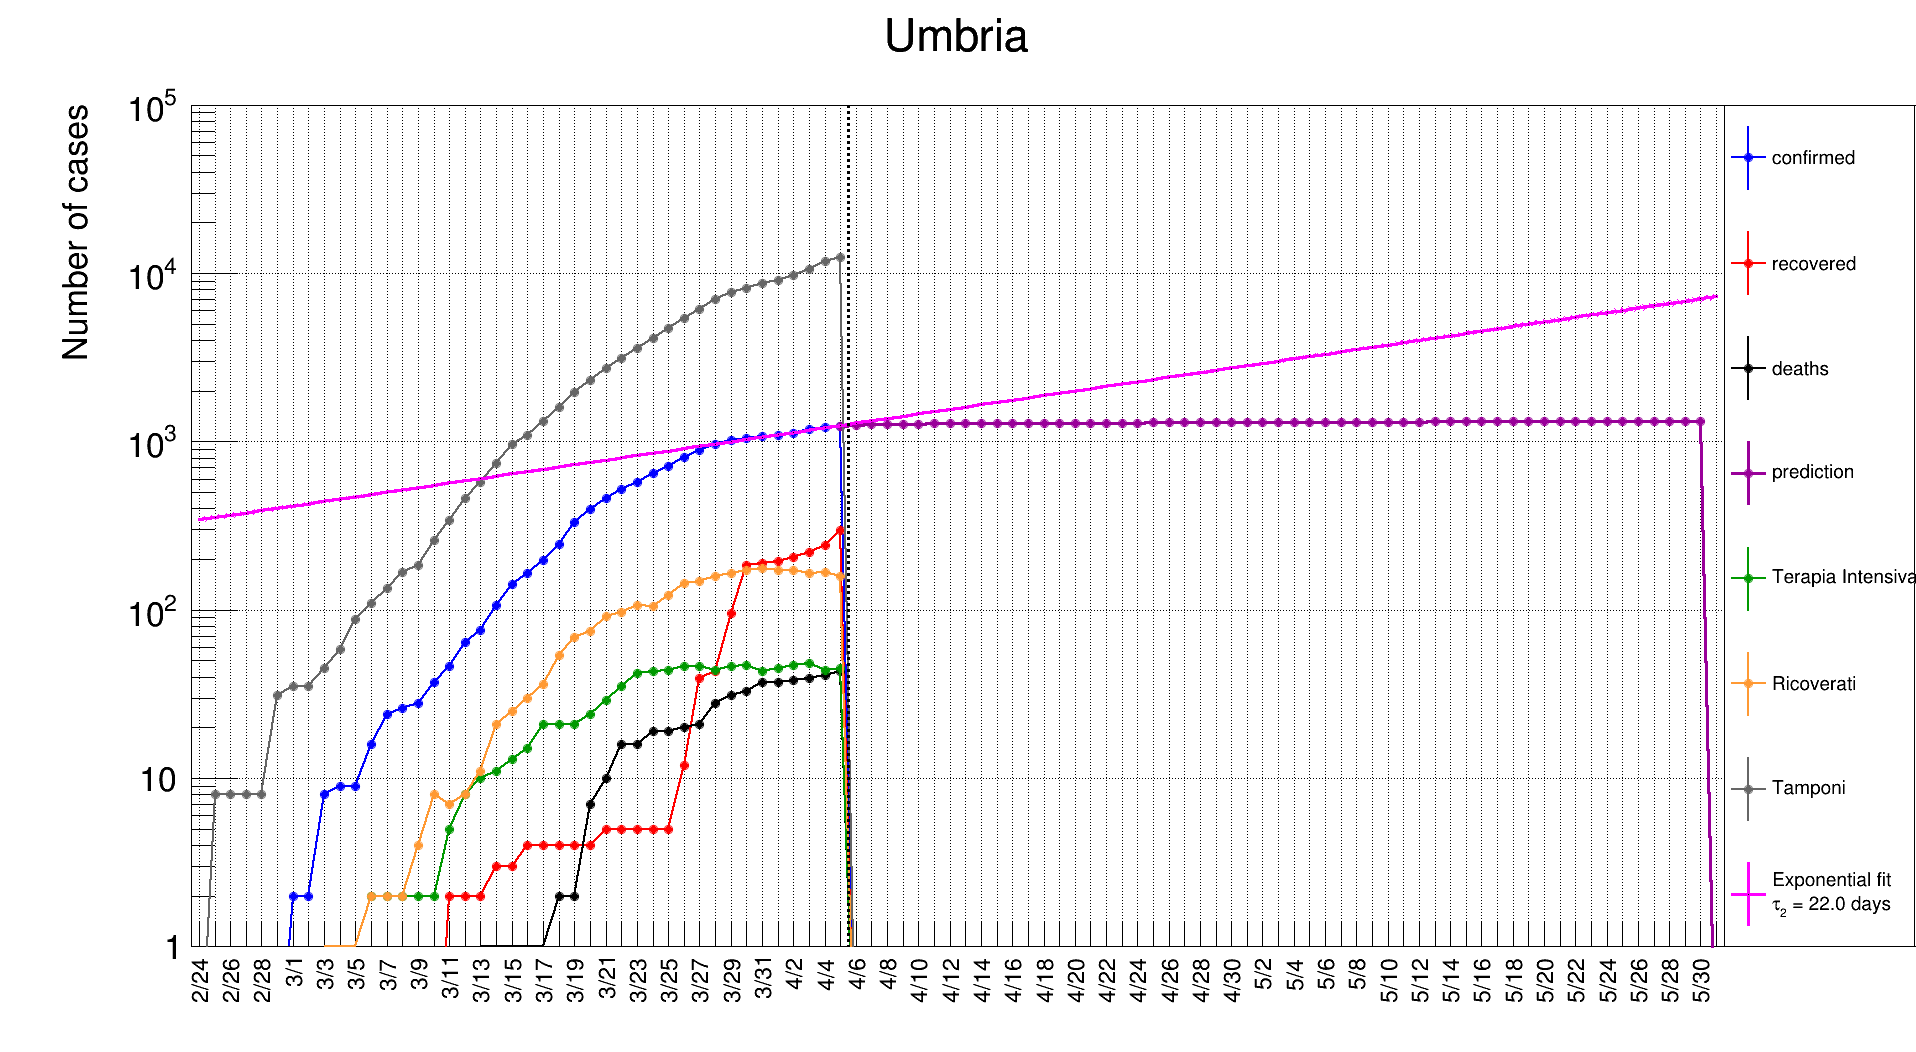 Umbria
Number of cases
10^5
10^4
10^3
10^2
10
1
2/24 2/26 2/28 3/1 3/3 3/5 3/7 3/9 3/11 3/13 3/15 3/17 3/19 3/21 3/23 3/25 3/27 3/29 3/31 4/2 4/4 4/6 4/8 4/10 4/12 4/14 4/16 4/18 4/20 4/22 4/24 4/26 4/28 4/30 5/2 5/4 5/6 5/8 5/10 5/12 5/14 5/16 5/18 5/20 5/22 5/24 5/26 5/28 5/30
confirmed
recovered
deaths
prediction
Terapia Intensiva
Ricoverati
Tamponi
Exponential fit
τ₂ = 22.0 days